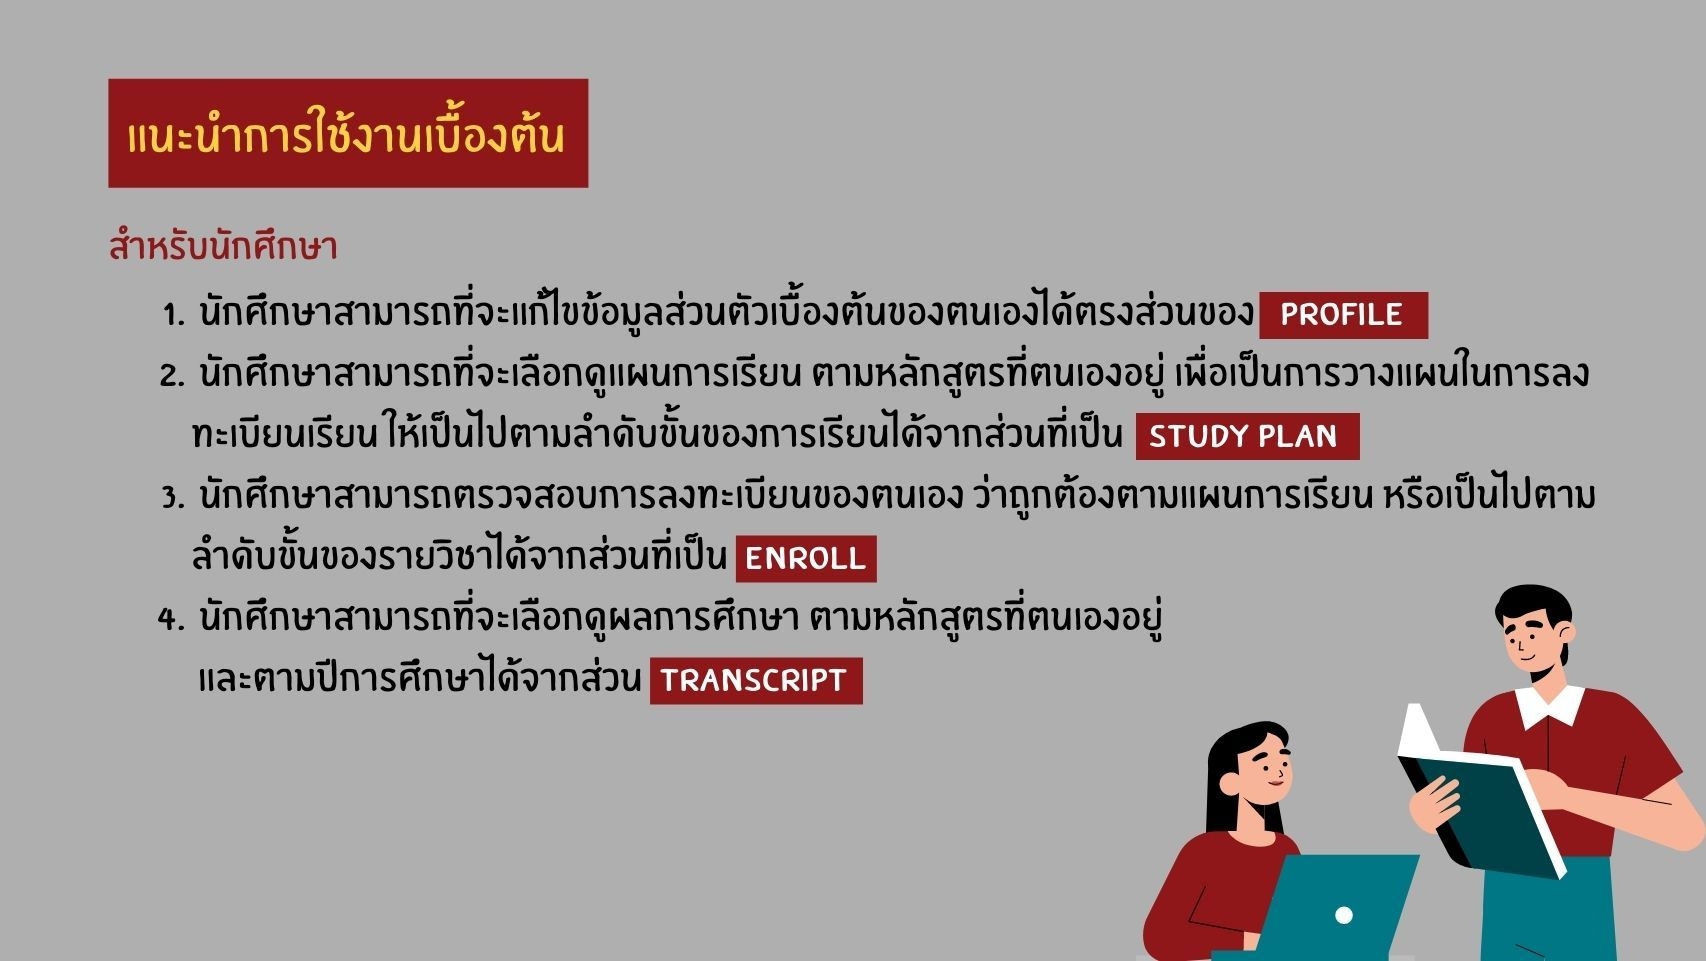 แนะนำการใช้งานเบื้องต้น
สำหรับนักศึกษา
1. นักศึกษาสามารถที่จะแก้ไขข้อมูลส่วนตัวเบื้องต้นของตนเองได้ตรงส่วนของ PROFILE
2. นักศึกษาสามารถที่จะเลือกดูแผนการเรียน ตามหลักสูตรที่ตนเองอยู่ เพื่อเป็นการวางแผนในการลง
ทะเบียนเรียน ให้เป็นไปตามลำดับขั้นของการเรียนได้จากส่วนที่เป็น STUDY PLAN
3. นักศึกษาสามารถตรวจสอบการลงทะเบียนของตนเอง ว่าถูกต้องตามแผนการเรียน หรือเป็นไปตาม
ลำดับขั้นของรายวิชาได้จากส่วนที่เป็น ENROLL
4. นักศึกษาสามารถที่จะเลือกดูผลการศึกษา ตามหลักสูตรที่ตนเองอยู่
และตามปีการศึกษาได้จากส่วน TRANSCRIPT